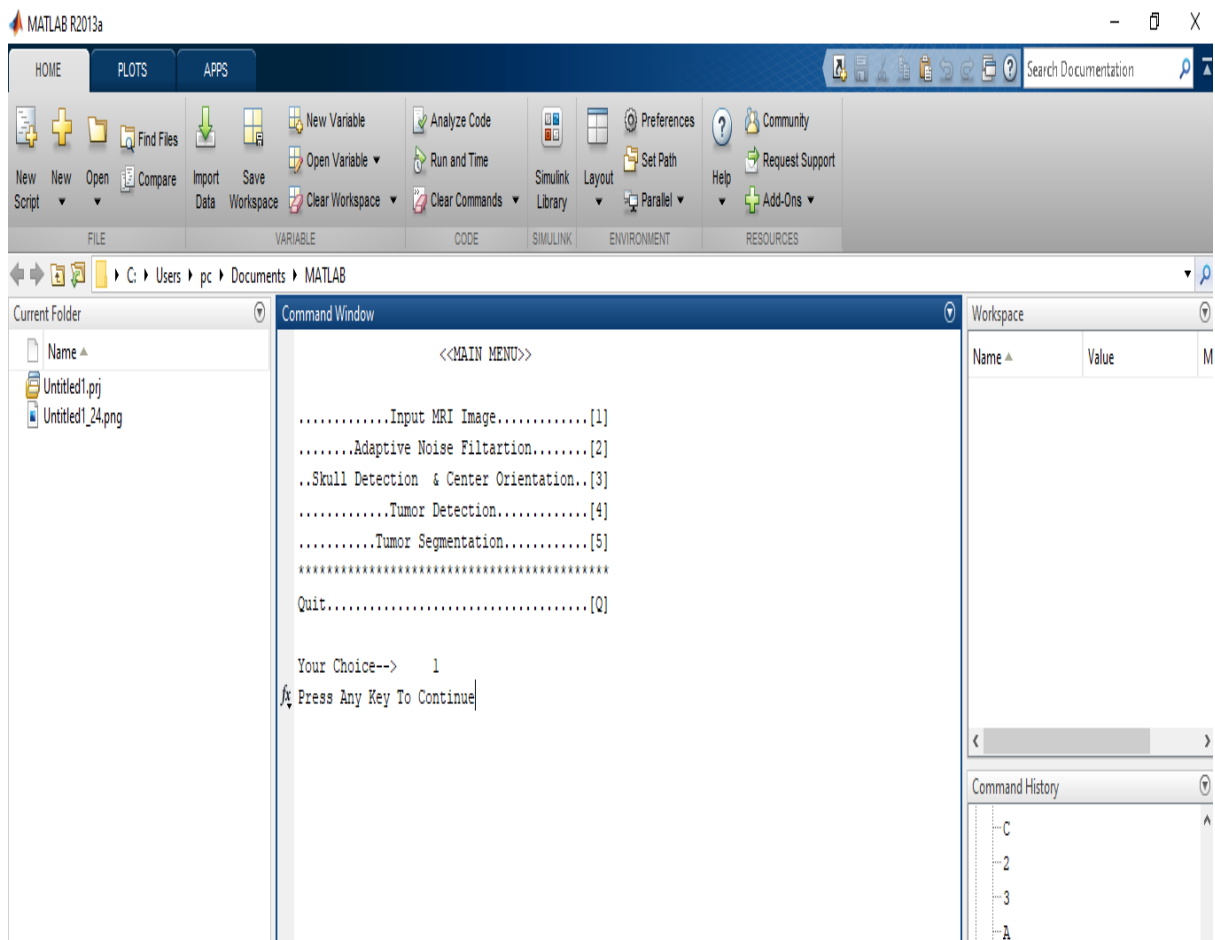 MATLAB R2013a
HOME PLOTS APPS
Search Documentation
New Script
New
Open
Find Files
Compare
FILE
Import Data
Save Workspace
New Variable
Open Variable
Clear Workspace
VARIABLE
Analyze Code
Run and Time
Clear Commands
CODE
Simulink Library
SIMULINK
Layout
Preferences
Set Path
Parallel
ENVIRONMENT
Help
Community
Request Support
Add-Ons
RESOURCES
C: Users pc Documents MATLAB
Current Folder
Name
Untitled1.prj
Untitled1_24.png
Command Window
<<MAIN MENU>>
.............Input MRI Image.............[1]
........Adaptive Noise Filtartion........[2]
..Skull Detection  & Center Orientation..[3]
.............Tumor Detection.............[4]
...........Tumor Segmentation............[5]
********************************************
Quit.....................................[Q]
Your Choice-->     1
fx Press Any Key To Continue
Workspace
Name Value M
Command History
C
2
3
A